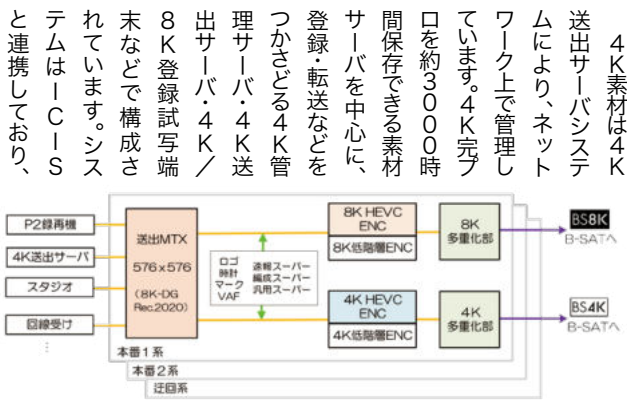 4K素材は4K
送出サーバシステ
ムにより、ネット
ワーク上で管理し
ています。4K完プ
ロを約3000時
間保存できる素材
サーバを中心に、
登録・転送などを
つかさどる4K管
理サーバ・4K送
出サーバ・4K／
8K登録試写端
末などで構成さ
れています。シス
テムはICIS
と連携しており、
P2録再機
4K送出サーバ
スタジオ
回線受け
送出MTX
576x576
(8K-DG
Rec.2020)
ロゴ
時計
マーク
VAF
速報スーパー
編成スーパー
汎用スーパー
8K HEVC
ENC
8K低階層ENC
4K HEVC
ENC
4K低階層ENC
8K
多重化部
4K
多重化部
BS8K
B-SATへ
BS4K
B-SATへ
本番1系
本番2系
迂回系